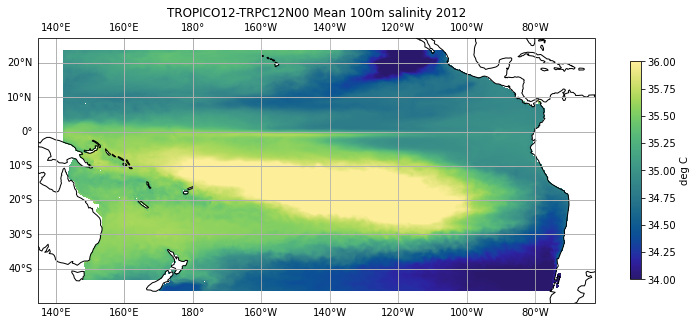 TROPICO12-TRPC12N00 Mean 100m salinity 2012
140°E 160°E 180° 160°W 140°W 120°W 100°W 80°W
20°N
10°N
0°
10°S
20°S
30°S
40°S
140°E 160°E 180° 160°W 140°W 120°W 100°W 80°W
36.00
35.75
35.50
35.25
35.00
34.75
34.50
34.25
34.00
deg C